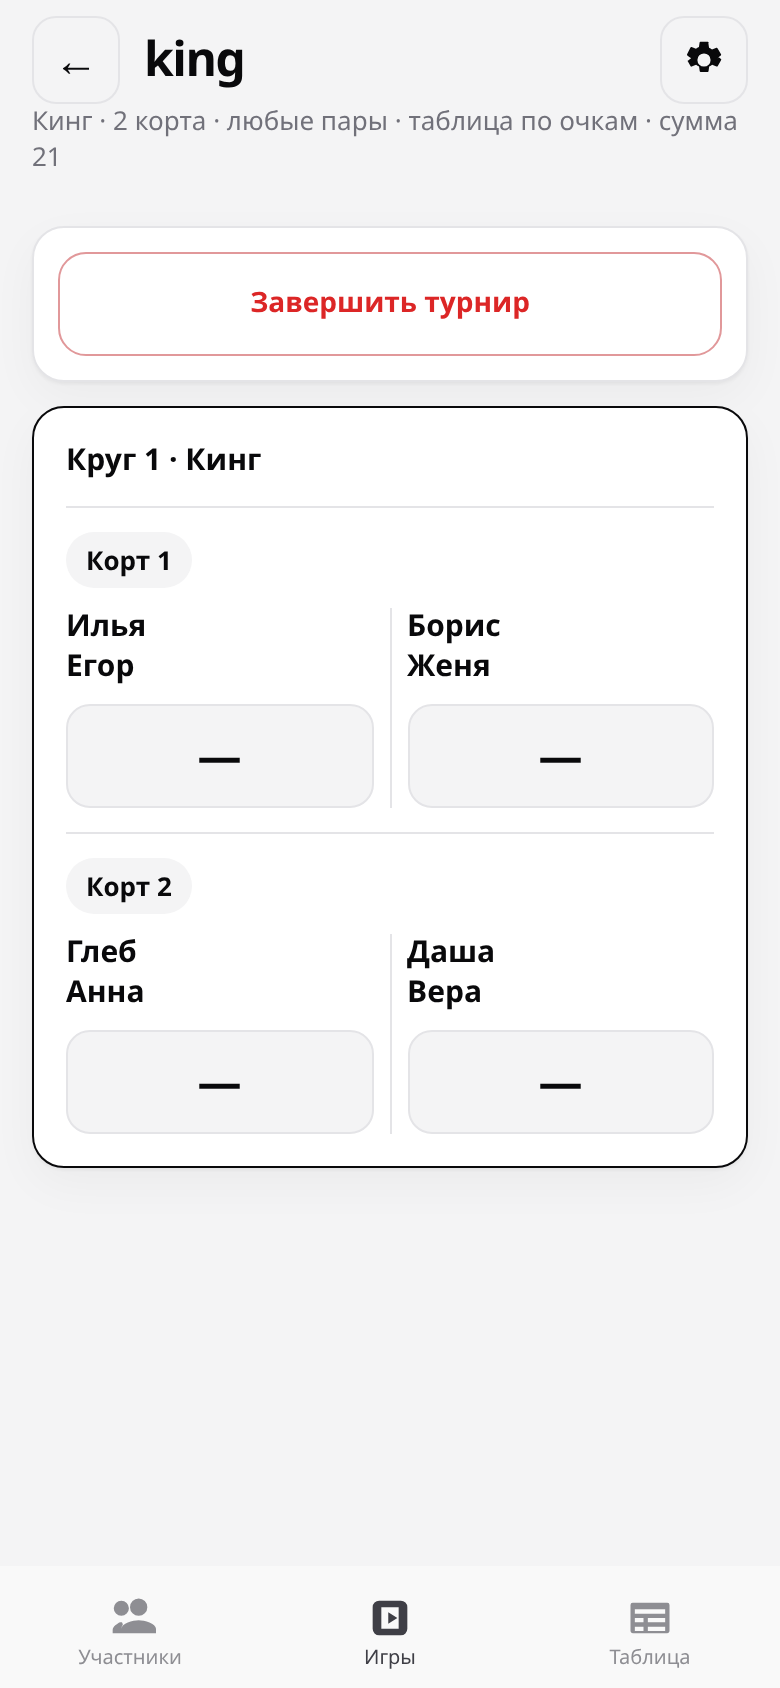 ← king
Кинг · 2 корта · любые пары · таблица по очкам · сумма
21
Завершить турнир
Круг 1 · Кинг
Корт 1
Илья
Егор
Борис
Женя
—
—
Корт 2
Глеб
Анна
Даша
Вера
—
—
Участники
Игры
Таблица